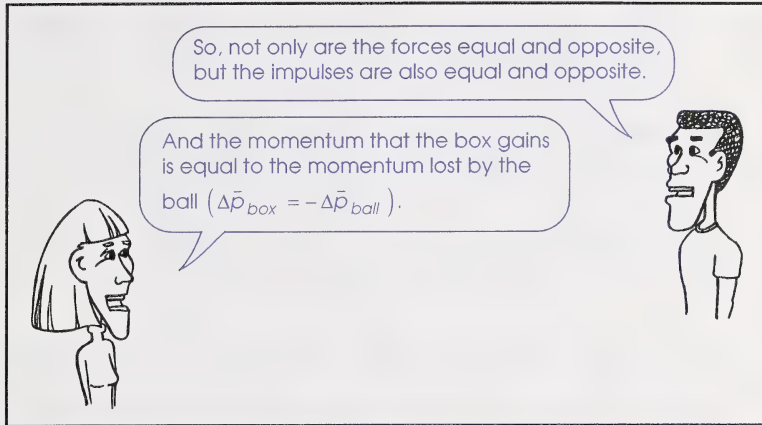 So, not only are the forces equal and opposite,
but the impulses are also equal and opposite.
And the momentum that the box gains
is equal to the momentum lost by the
ball (Δp̄ box = −Δp̄ ball).